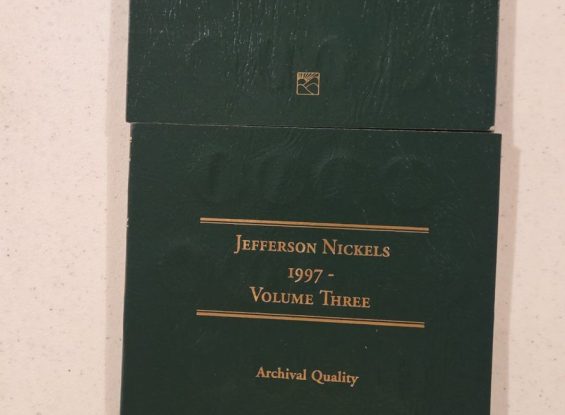 Jefferson Nickels
1997 -
Volume Three
Archival Quality